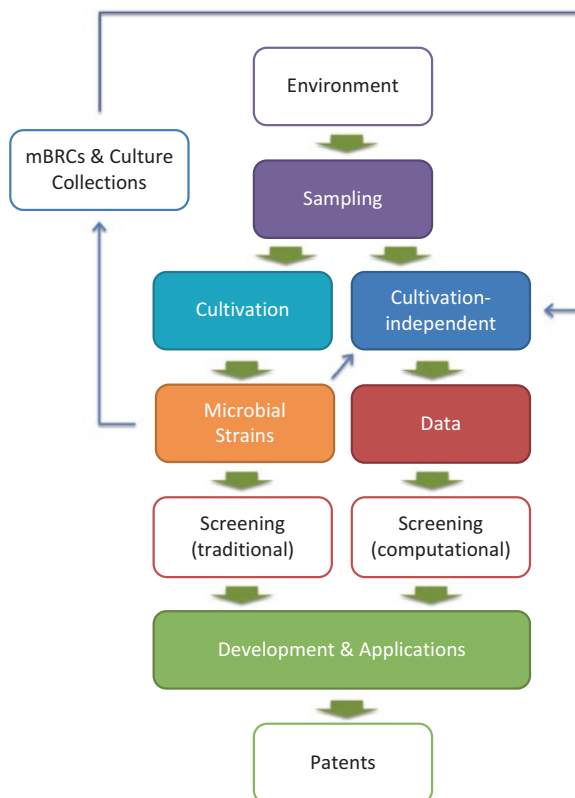 Environment
mBRCs & Culture
Collections
Sampling
Cultivation
Cultivation-
independent
Microbial
Strains
Data
Screening
(traditional)
Screening
(computational)
Development & Applications
Patents